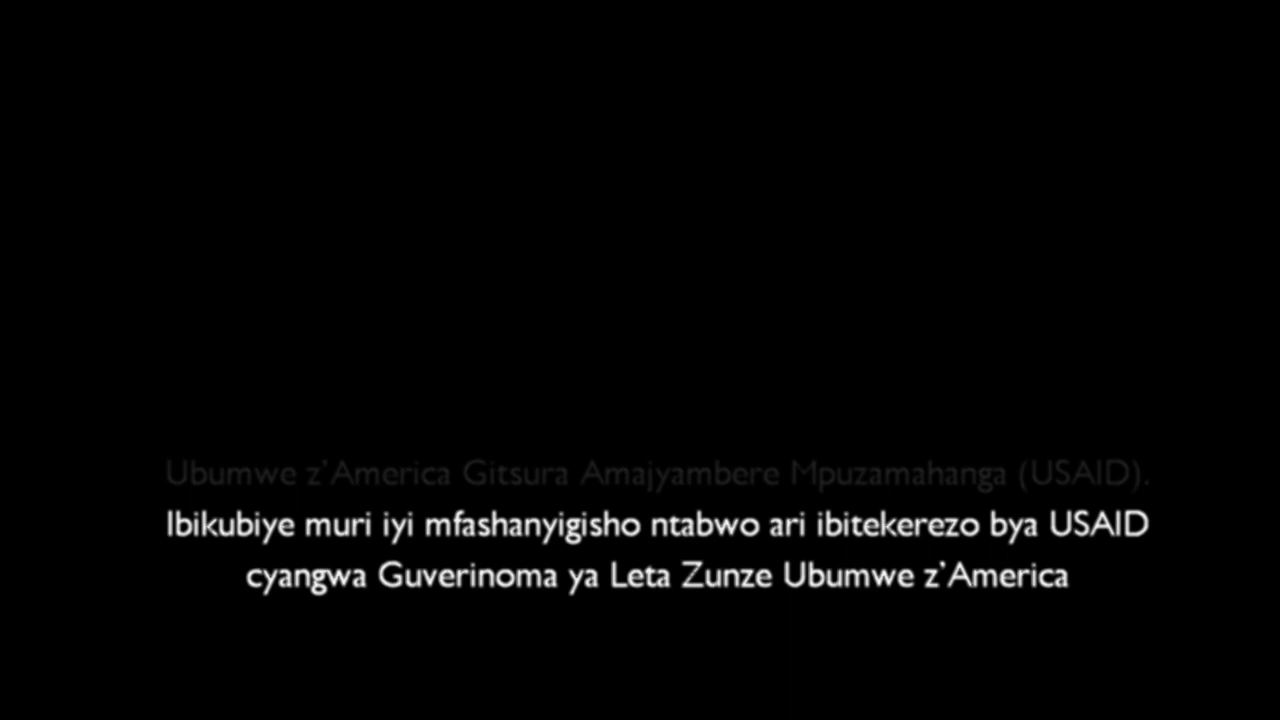 Ubumwe z'America Gitsura Amajyambere Mpuzamahanga (USAID).
Ibikubiye muri iyi mfashanyigisho ntabwo ari ibitekerezo bya USAID
cyangwa Guverinoma ya Leta Zunze Ubumwe z'America